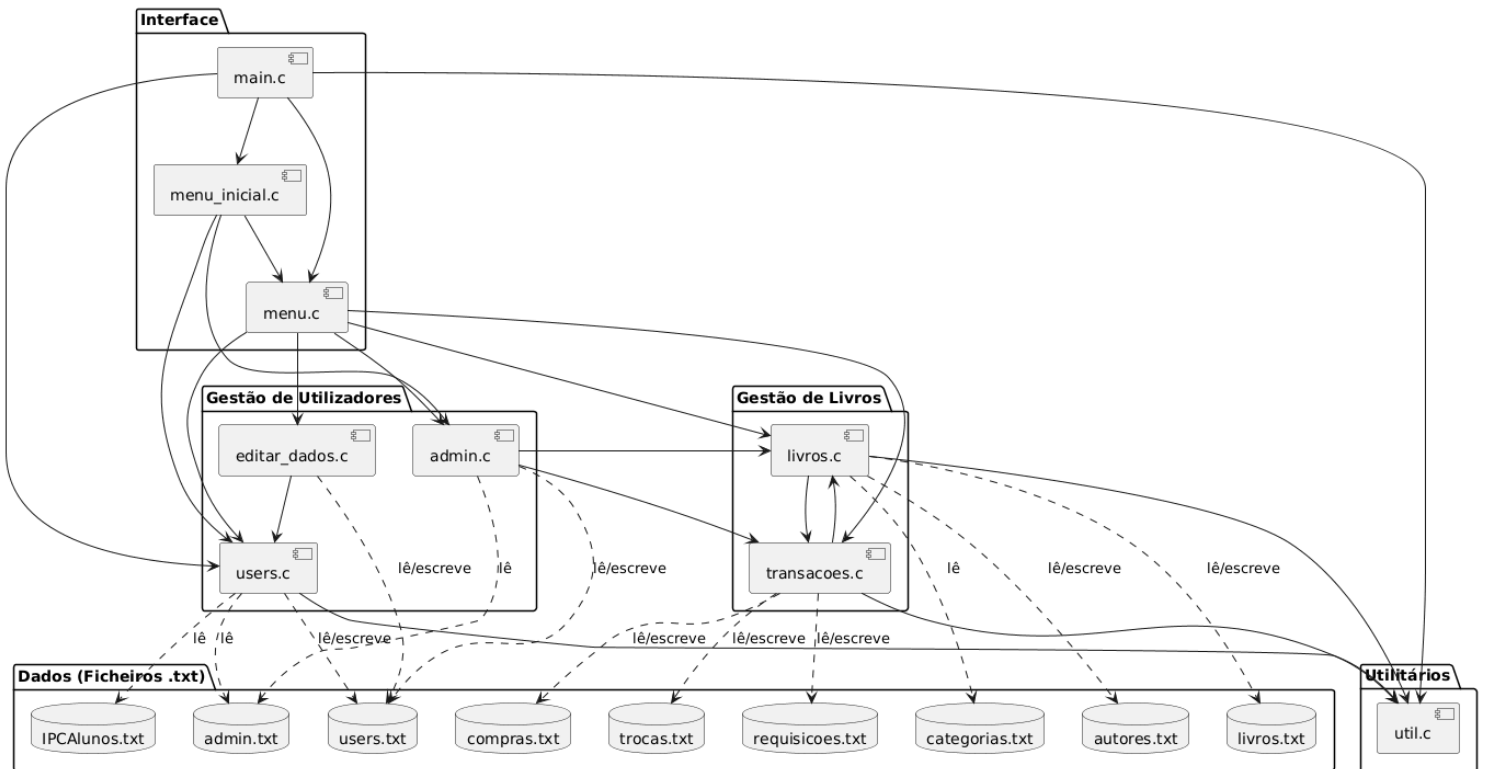 Interface
main.c
menu_inicial.c
menu.c
Gestão de Utilizadores
Gestão de Livros
editar_dados.c
admin.c
livros.c
users.c
transacoes.c
lê/escreve
lê
lê/escreve
lê
lê/escreve
lê/escreve
lê
lê
lê/escreve
lê/escreve
lê/escreve
lê/escreve
Dados (Ficheiros .txt)
Utilitários
IPCAlunos.txt
admin.txt
users.txt
compras.txt
trocas.txt
requisicoes.txt
categorias.txt
autores.txt
livros.txt
util.c